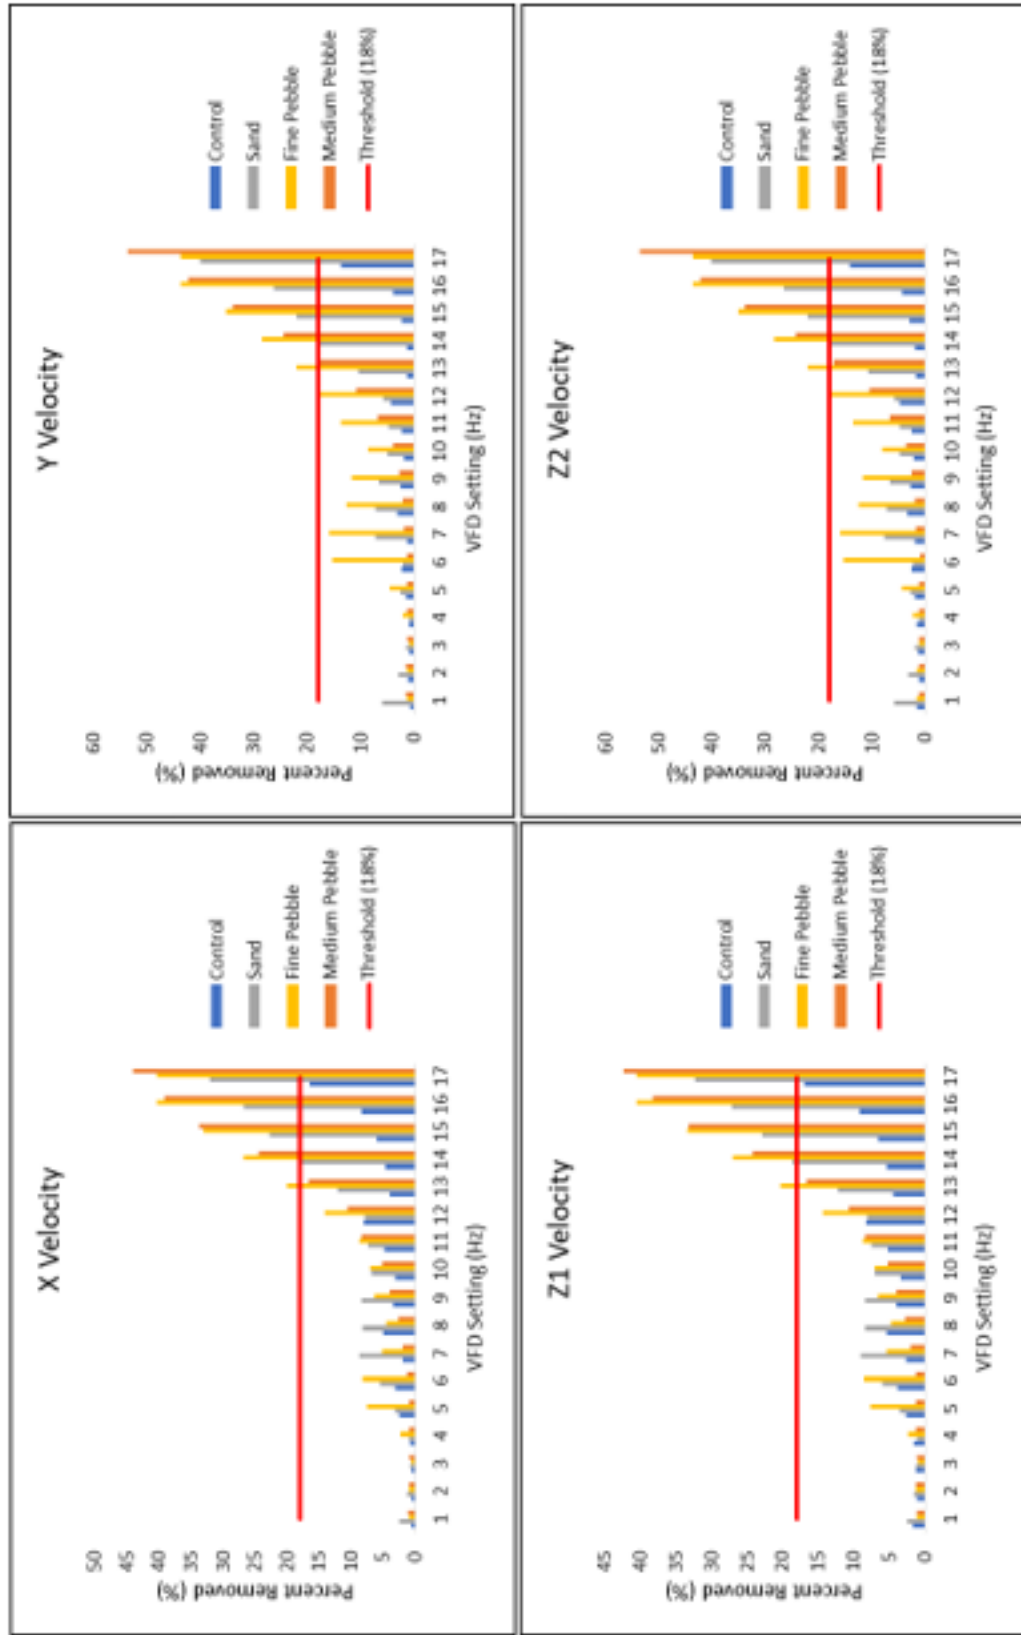 X Velocity
50
45
40
35
30
25
20
15
10
5
0
Percent Removed (%)
1 2 3 4 5 6 7 8 9 10 11 12 13 14 15 16 17
VFD Setting (Hz)
Control
Sand
Fine Pebble
Medium Pebble
Threshold (18%)
Y Velocity
60
50
40
30
20
10
0
Percent Removed (%)
1 2 3 4 5 6 7 8 9 10 11 12 13 14 15 16 17
VFD Setting (Hz)
Control
Sand
Fine Pebble
Medium Pebble
Threshold (18%)
Z1 Velocity
45
40
35
30
25
20
15
10
5
0
Percent Removed (%)
1 2 3 4 5 6 7 8 9 10 11 12 13 14 15 16 17
VFD Setting (Hz)
Control
Sand
Fine Pebble
Medium Pebble
Threshold (18%)
Z2 Velocity
60
50
40
30
20
10
0
Percent Removed (%)
1 2 3 4 5 6 7 8 9 10 11 12 13 14 15 16 17
VFD Setting (Hz)
Control
Sand
Fine Pebble
Medium Pebble
Threshold (18%)